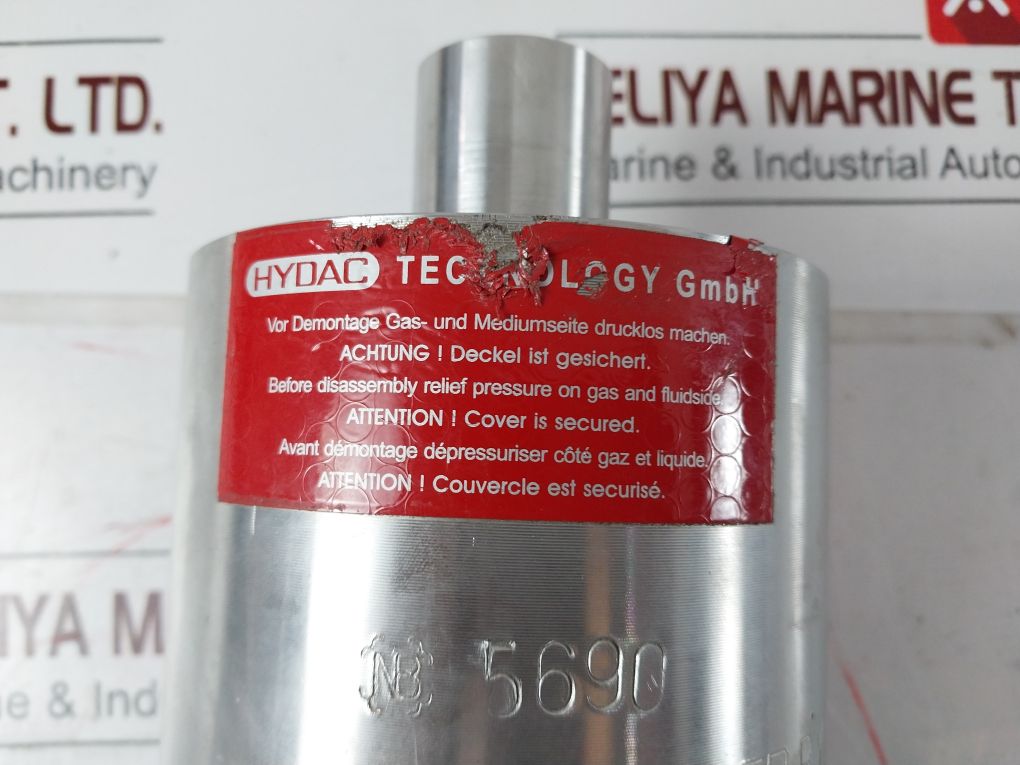 T. LTD.
achinery
ELIYA MARINE T
arine & Industrial Auto
HYDAC TECHNOLOGY GmbH
Vor Demontage Gas- und Mediumseite drucklos machen.
ACHTUNG ! Deckel ist gesichert.
Before disassembly relief pressure on gas and fluidside.
ATTENTION ! Cover is secured.
Avant démontage dépressuriser côté gaz et liquide.
ATTENTION ! Couvercle est securisé.
IYA M
e & Ind
NB 5690